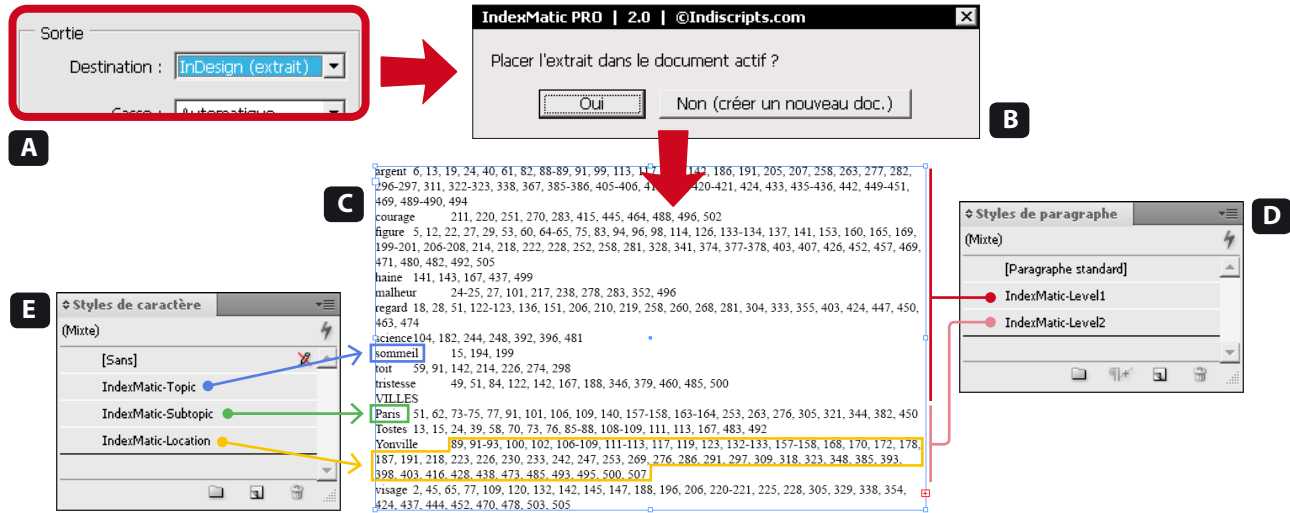 Sortie
Destination : InDesign (extrait)
Casse : Automatique
A
IndexMatic PRO | 2.0 | ©Indiscripts.com
Placer l'extrait dans le document actif ?
Oui
Non (créer un nouveau doc.)
B
C
argent 6, 13, 19, 24, 40, 61, 82, 88-89, 91, 99, 113, 142, 186, 191, 205, 207, 258, 263, 277, 282,
296-297, 311, 322-323, 338, 367, 385-386, 405-406, 420-421, 424, 433, 435-436, 442, 449-451,
469, 489-490, 494
courage 211, 220, 251, 270, 283, 415, 445, 464, 488, 496, 502
figure 5, 12, 22, 27, 29, 53, 60, 64-65, 75, 83, 94, 96, 98, 114, 126, 133-134, 137, 141, 153, 160, 165, 169,
199-201, 206-208, 214, 218, 222, 228, 252, 258, 281, 328, 341, 374, 377-378, 403, 407, 426, 452, 457, 469,
471, 480, 482, 492, 505
haine 141, 143, 167, 437, 499
malheur 24-25, 27, 101, 217, 238, 278, 283, 352, 496
regard 18, 28, 51, 122-123, 136, 151, 206, 210, 219, 258, 260, 268, 281, 304, 333, 355, 403, 424, 447, 450,
463, 474
science 104, 182, 244, 248, 392, 396, 481
sommeil 15, 194, 199
toit 59, 91, 142, 214, 226, 274, 298
tristesse 49, 51, 84, 122, 142, 167, 188, 346, 379, 460, 485, 500
VILLES
Paris 51, 62, 73-75, 77, 91, 101, 106, 109, 140, 157-158, 163-164, 253, 263, 276, 305, 321, 344, 382, 450
Tostes 13, 15, 24, 39, 58, 70, 73, 76, 85-88, 108-109, 111, 113, 167, 483, 492
Yonville 89, 91-93, 100, 102, 106-109, 111-113, 117, 119, 123, 132-133, 157-158, 168, 170, 172, 178,
187, 191, 218, 223, 226, 230, 233, 242, 247, 253, 269, 276, 286, 291, 297, 309, 318, 323, 348, 385, 393,
398, 403, 416, 428, 438, 473, 485, 493, 495, 500, 507
visage 2, 45, 65, 77, 109, 120, 132, 142, 145, 147, 188, 196, 206, 220-221, 225, 228, 305, 329, 338, 354,
424, 437, 444, 452, 470, 478, 503, 505
D
Styles de paragraphe
(Mixte)
[Paragraphe standard]
IndexMatic-Level1
IndexMatic-Level2
E
Styles de caractère
(Mixte)
[Sans]
IndexMatic-Topic
IndexMatic-Subtopic
IndexMatic-Location